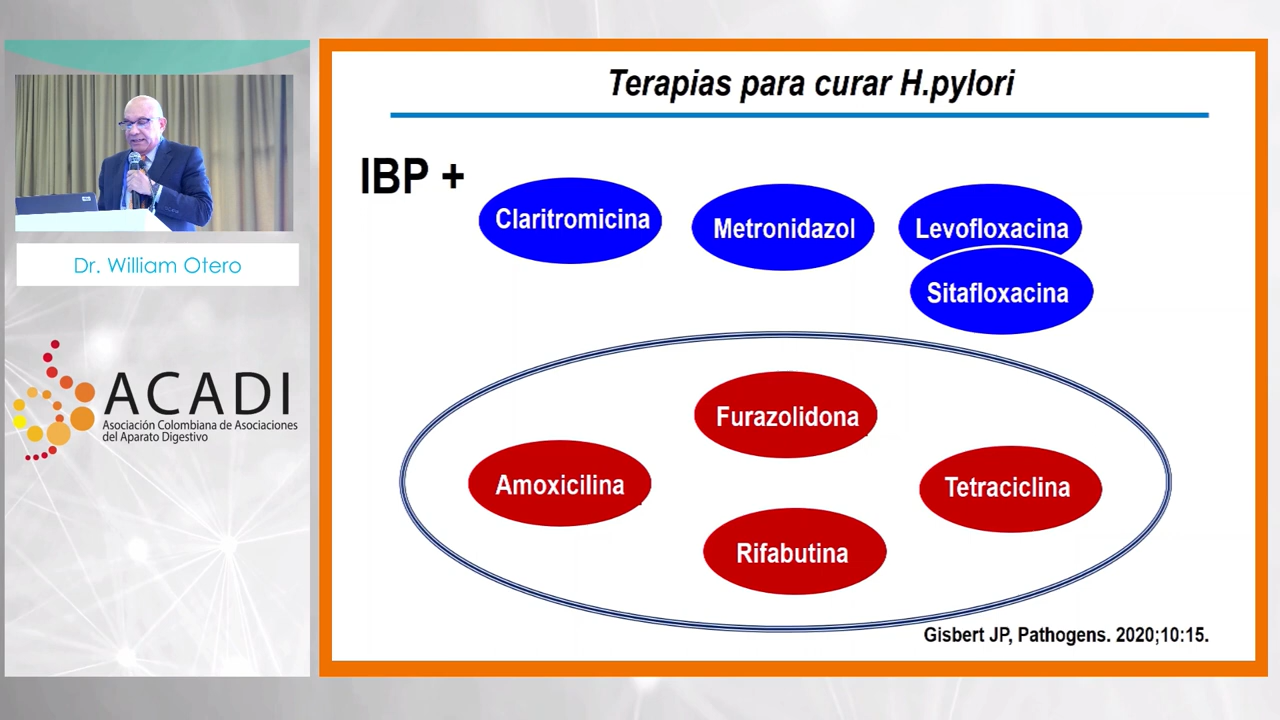 Terapias para curar H.pylori
IBP +
Claritromicina
Metronidazol
Levofloxacina
Sitafloxacina
Furazolidona
Amoxicilina
Tetraciclina
Rifabutina
Gisbert JP, Pathogens. 2020;10:15.
Dr. William Otero
ACADI
Asociación Colombiana de Asociaciones
del Aparato Digestivo